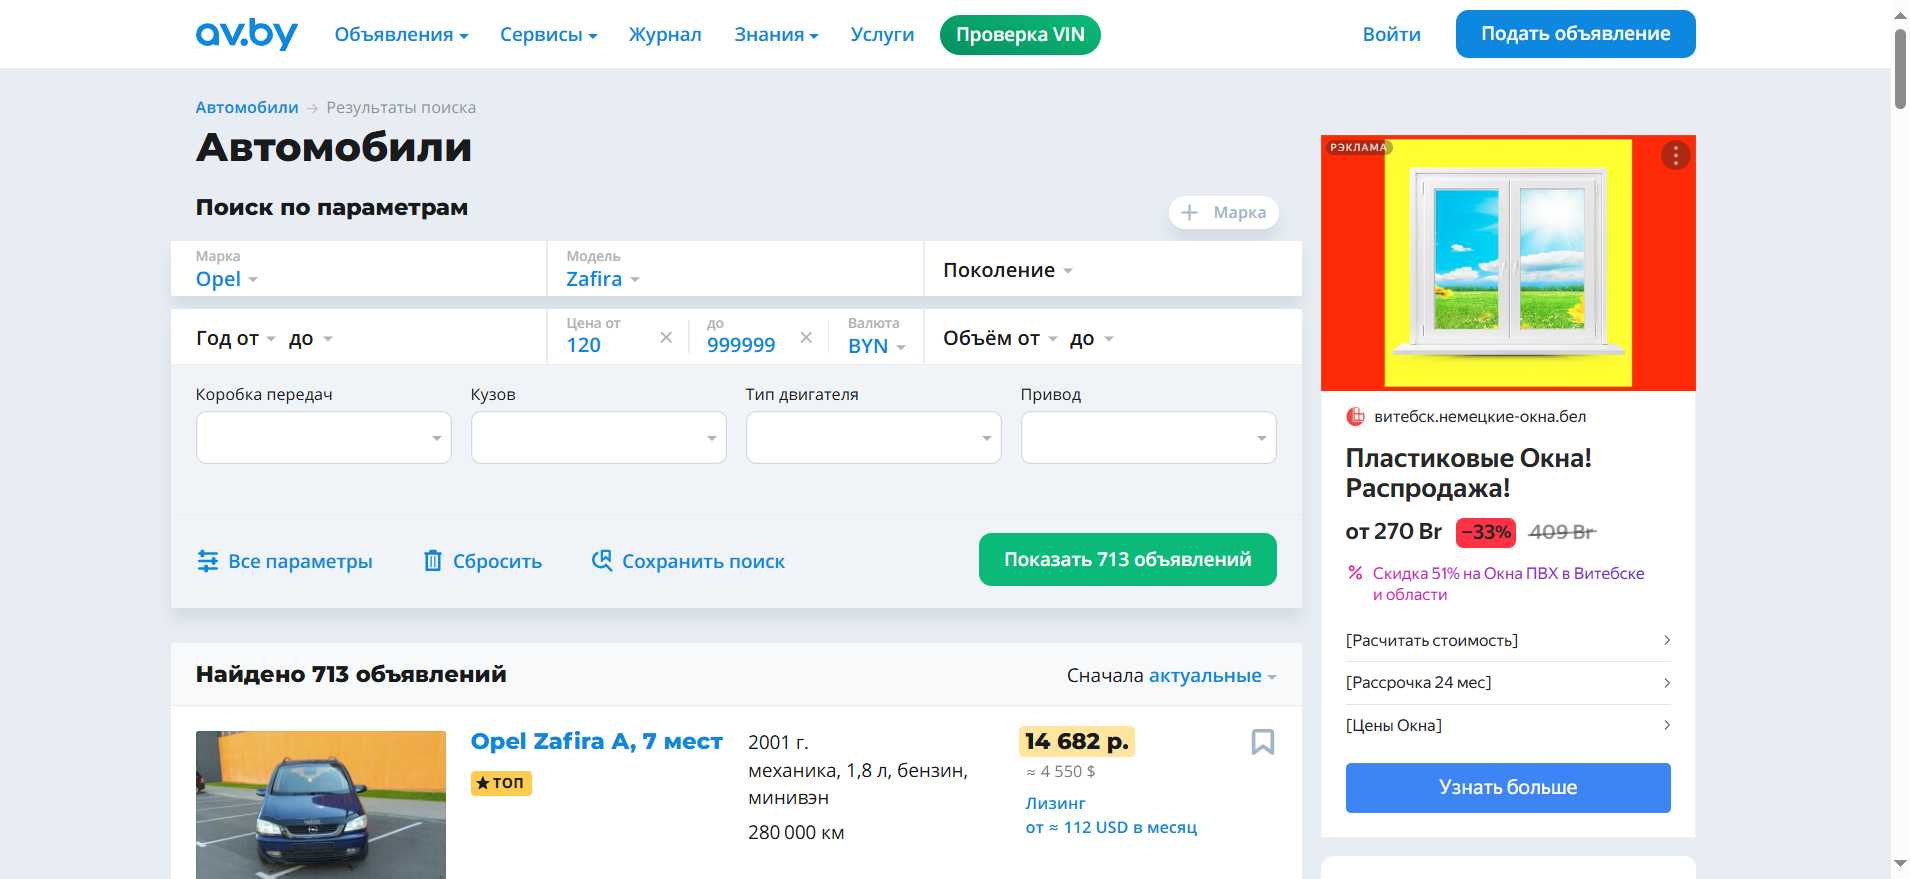 av.by
Объявления
Сервисы
Журнал
Знания
Услуги
Проверка VIN
Войти
Подать объявление
Автомобили → Результаты поиска
Автомобили
Поиск по параметрам
+ Марка
Марка
Opel
Модель
Zafira
Поколение
Год от
до
Цена от
120
до
999999
Валюта
BYN
Объём от
до
Коробка передач
Кузов
Тип двигателя
Привод
Все параметры
Сбросить
Сохранить поиск
Показать 713 объявлений
Найдено 713 объявлений
Сначала актуальные
Opel Zafira A, 7 мест
ТОП
2001 г.
механика, 1,8 л, бензин,
минивэн
280 000 км
14 682 р.
≈ 4 550 $
Лизинг
от ≈ 112 USD в месяц
РЭКЛАМА
витебск.немецкие-окна.бел
Пластиковые Окна!
Распродажа!
от 270 Br −33% 409 Br
% Скидка 51% на Окна ПВХ в Витебске
и области
[Расчитать стоимость]
[Рассрочка 24 мес]
[Цены Окна]
Узнать больше